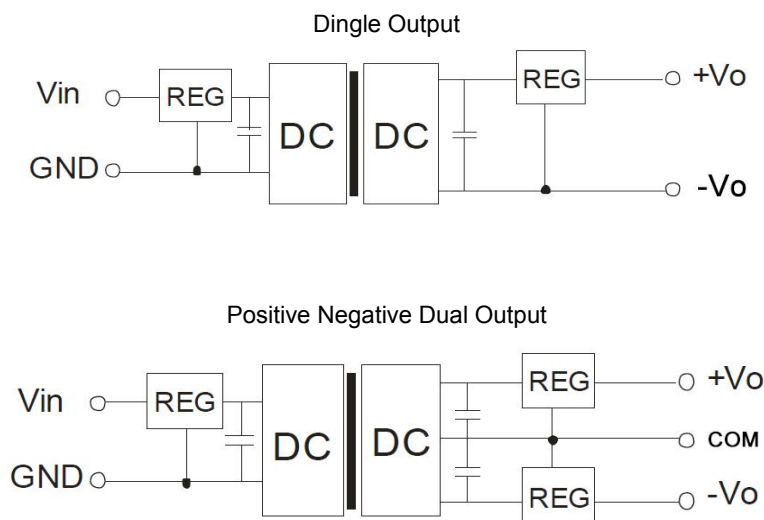 Dingle Output
Vin REG DC DC REG +Vo
GND -Vo
Positive Negative Dual Output
Vin REG DC DC REG +Vo
COM
GND REG -Vo